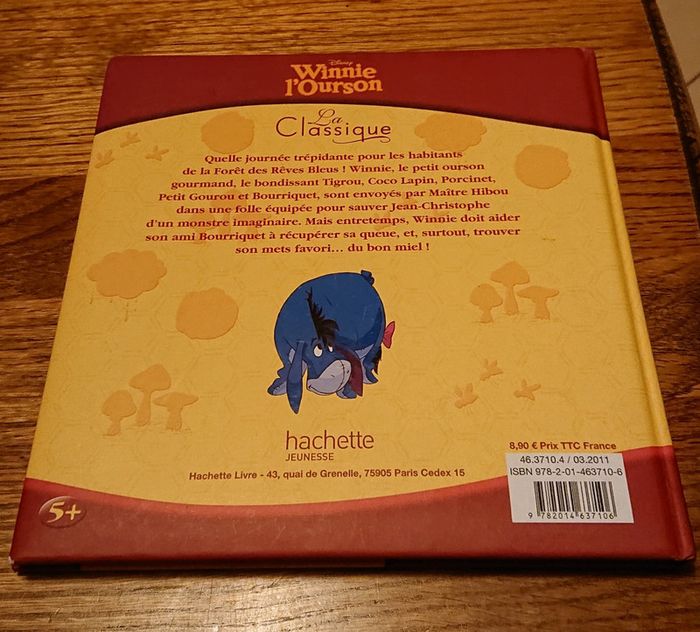 Disney
Winnie
l'Ourson
La
Classique
Quelle journée trépidante pour les habitants
de la Forêt des Rêves Bleus ! Winnie, le petit ourson
gourmand, le bondissant Tigrou, Coco Lapin, Porcinet,
Petit Gourou et Bourriquet, sont envoyés par Maître Hibou
dans une folle équipée pour sauver Jean-Christophe
d'un monstre imaginaire. Mais entretemps, Winnie doit aider
son ami Bourriquet à récupérer sa queue, et, surtout, trouver
son mets favori... du bon miel !
hachette
JEUNESSE
Hachette Livre - 43, quai de Grenelle, 75905 Paris Cedex 15
8,90 € Prix TTC France
46.3710.4 / 03.2011
ISBN 978-2-01-463710-6
9 782014 637106
5+